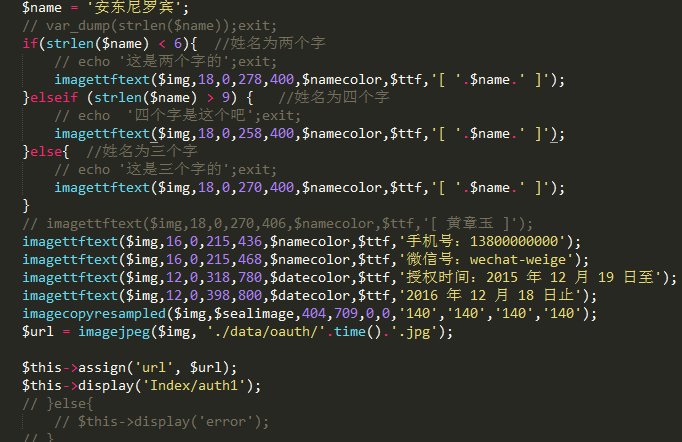 $name = '安东尼罗宾';
// var_dump(strlen($name));exit;
if(strlen($name) < 6){  //姓名为两个字
// echo '这是两个字的';exit;
imagettftext($img,18,0,278,400,$namecolor,$ttf,'[ '.$name.' ]');
}elseif (strlen($name) > 9) {   //姓名为四个字
// echo  '四个字是这个吧';exit;
imagettftext($img,18,0,258,400,$namecolor,$ttf,'[ '.$name.' ]');
}else{  //姓名为三个字
// echo '这是三个字的';exit;
imagettftext($img,18,0,270,400,$namecolor,$ttf,'[ '.$name.' ]');
}
// imagettftext($img,18,0,270,406,$namecolor,$ttf,'[ 黄章玉 ]');
imagettftext($img,16,0,215,436,$namecolor,$ttf,'手机号：13800000000');
imagettftext($img,16,0,215,468,$namecolor,$ttf,'微信号：wechat-weige');
imagettftext($img,12,0,318,780,$datecolor,$ttf,'授权时间：2015 年 12 月 19 日至');
imagettftext($img,12,0,398,800,$datecolor,$ttf,'2016 年 12 月 18 日止');
imagecopyresampled($img,$sealimage,404,709,0,0,'140','140','140','140');
$url = imagejpeg($img, './data/oauth/'.time().'.jpg');
$this->assign('url', $url);
$this->display('Index/auth1');
// }else{
// $this->display('error');
// }